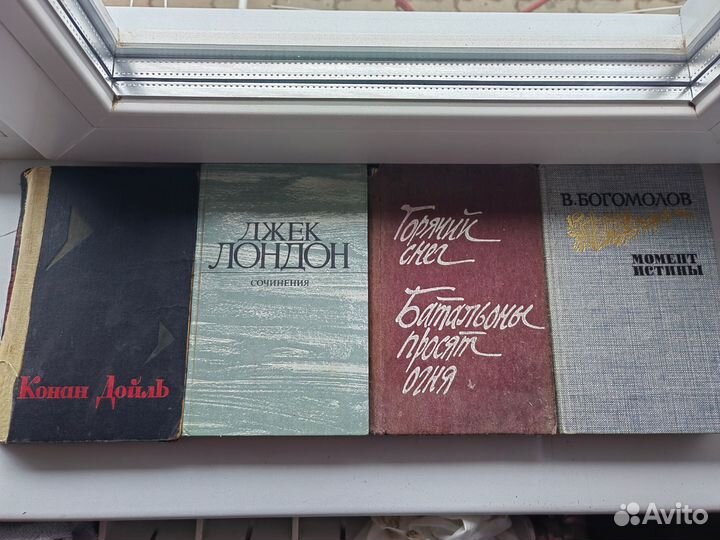 Конан Дойль
ДЖЕК
ЛОНДОН
СОЧИНЕНИЯ
Горячий
снег
Батальоны
просят
огня
В. БОГОМОЛОВ
МОМЕНТ
ИСТИНЫ
Avito